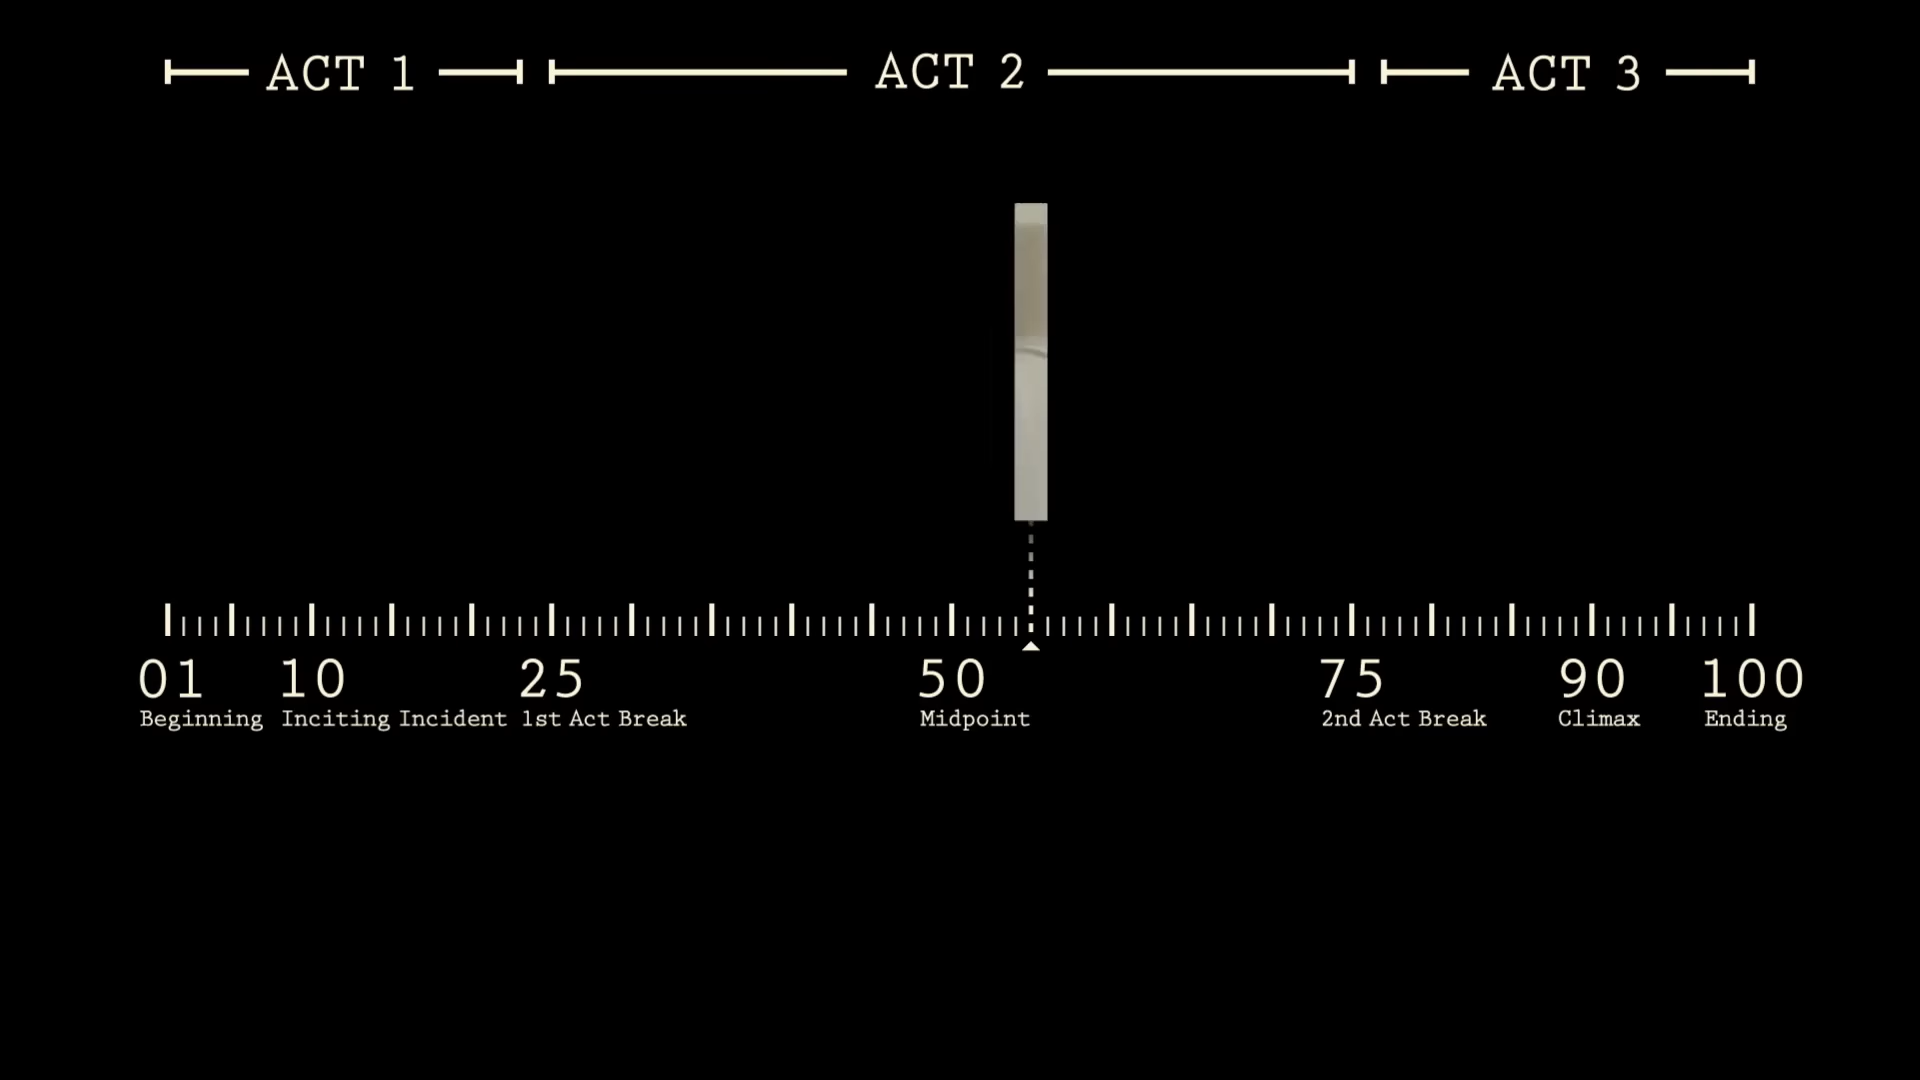 ACT 1 ACT 2 ACT 3
01 10 25 50 75 90 100
Beginning Inciting Incident 1st Act Break Midpoint 2nd Act Break Climax Ending